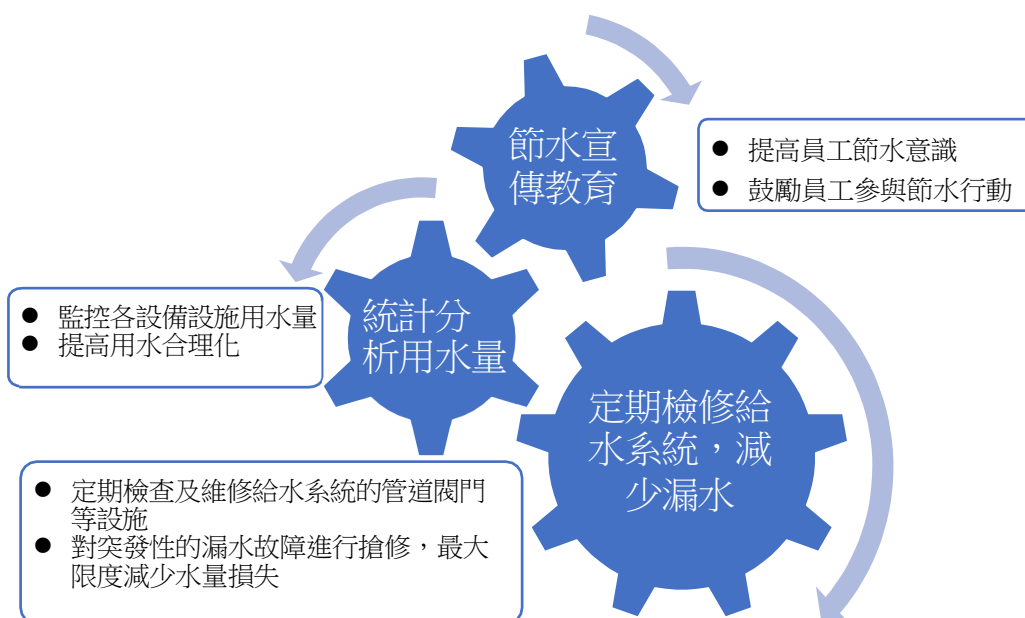 節水宣
傳教育
● 提高員工節水意識
● 鼓勵員工參與節水行動
統計分
析用水量
● 監控各設備設施用水量
● 提高用水合理化
定期檢修給
水系統，減
少漏水
● 定期檢查及維修給水系統的管道閥門
等設施
● 對突發性的漏水故障進行搶修，最大
限度減少水量損失